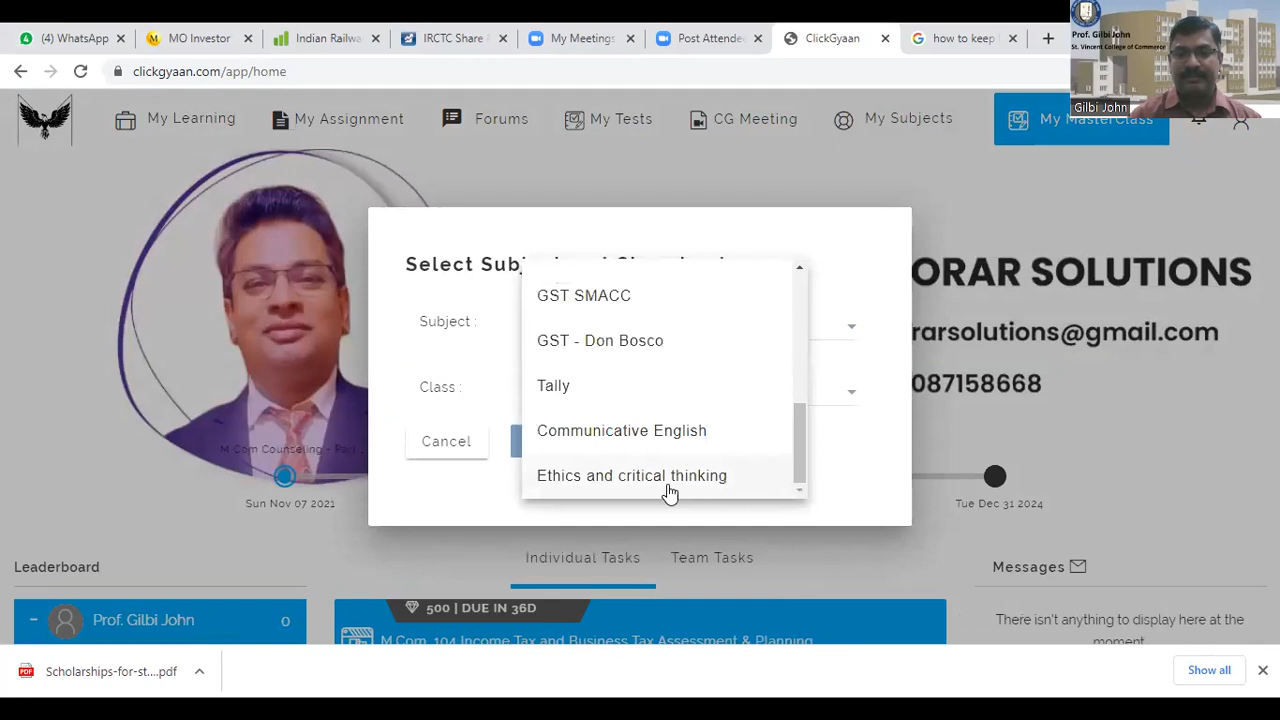 (4) WhatsApp
MO Investor
Indian Railwa
IRCTC Share
My Meetings
Post Attende
ClickGyaan
how to keep
Prof. Gilbi John
St. Vincent College of Commerce
Gilbi John
clickgyaan.com/app/home
My Learning
My Assignment
Forums
My Tests
CG Meeting
My Subjects
My MasterClass
ORAR SOLUTIONS
rarsolutions@gmail.com
087158668
Select Subj
Subject :
Class :
Cancel
GST SMACC
GST - Don Bosco
Tally
Communicative English
Ethics and critical thinking
M Com Counseling - Part
Sun Nov 07 2021
Tue Dec 31 2024
Individual Tasks
Team Tasks
Leaderboard
Prof. Gilbi John 0
500 | DUE IN 36D
M.Com. 104 Income Tax and Business Tax Assessment & Planning
Messages
There isn't anything to display here at the
moment
Scholarships-for-st....pdf
Show all